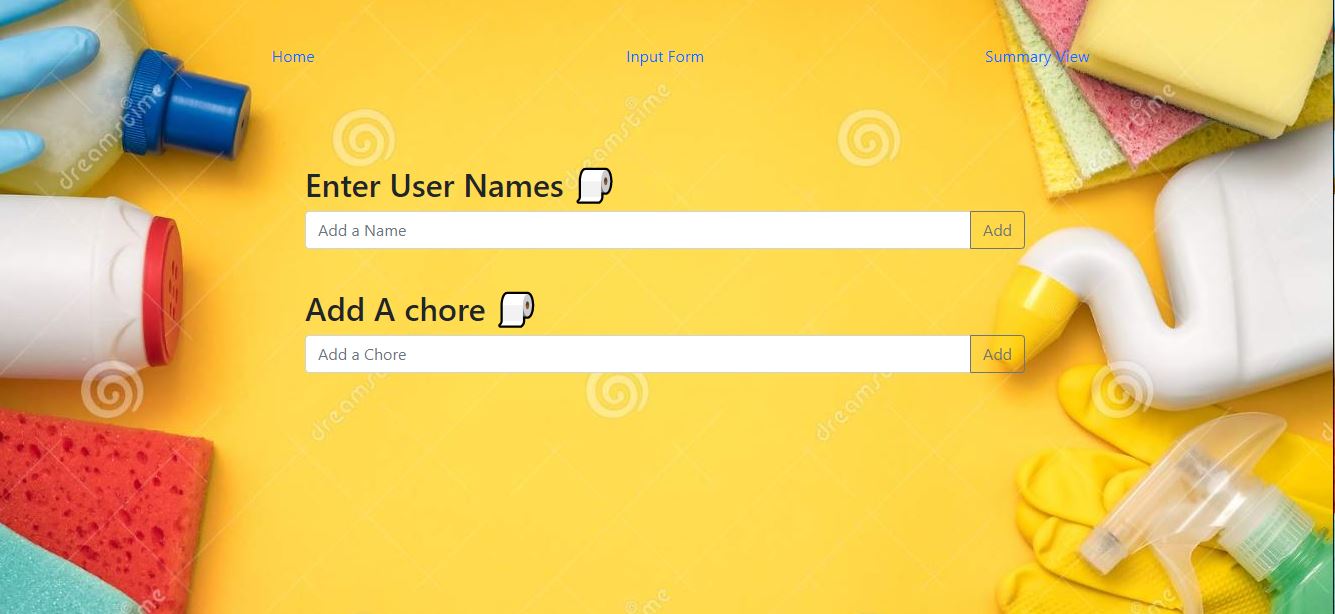 Home Input Form Summary View
Enter User Names
Add a Name Add
Add A chore
Add a Chore Add
dreamstime
dreamstime
dreamstime
dreamstime
dreamstime